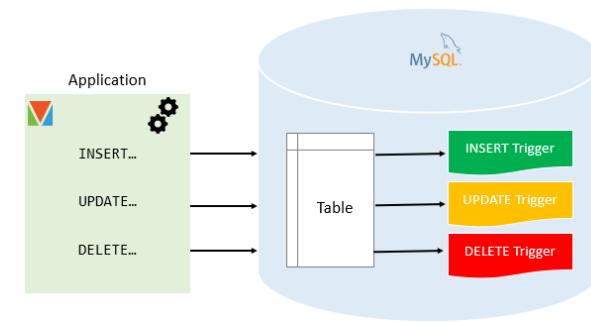 MySQL
Application
INSERT…
UPDATE…
DELETE…
Table
INSERT Trigger
UPDATE Trigger
DELETE Trigger